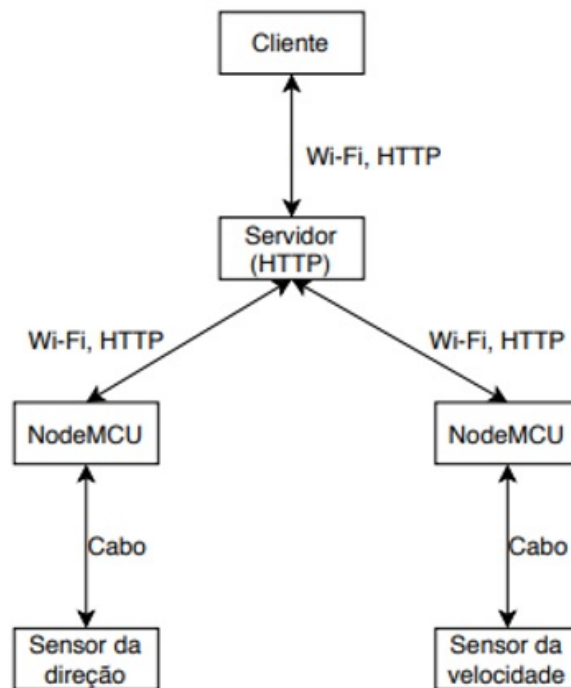 Cliente
Wi-Fi, HTTP
Servidor
(HTTP)
Wi-Fi, HTTP
Wi-Fi, HTTP
NodeMCU
NodeMCU
Cabo
Cabo
Sensor da
direção
Sensor da
velocidade